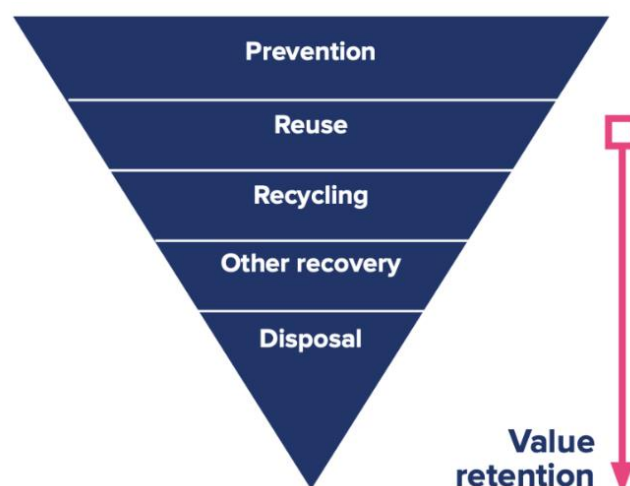 Prevention
Reuse
Recycling
Other recovery
Disposal
Value
retention